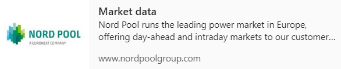 Market data
NORD POOL
A EURONEXT COMPANY
Nord Pool runs the leading power market in Europe,
offering day-ahead and intraday markets to our customer...
www.nordpoolgroup.com